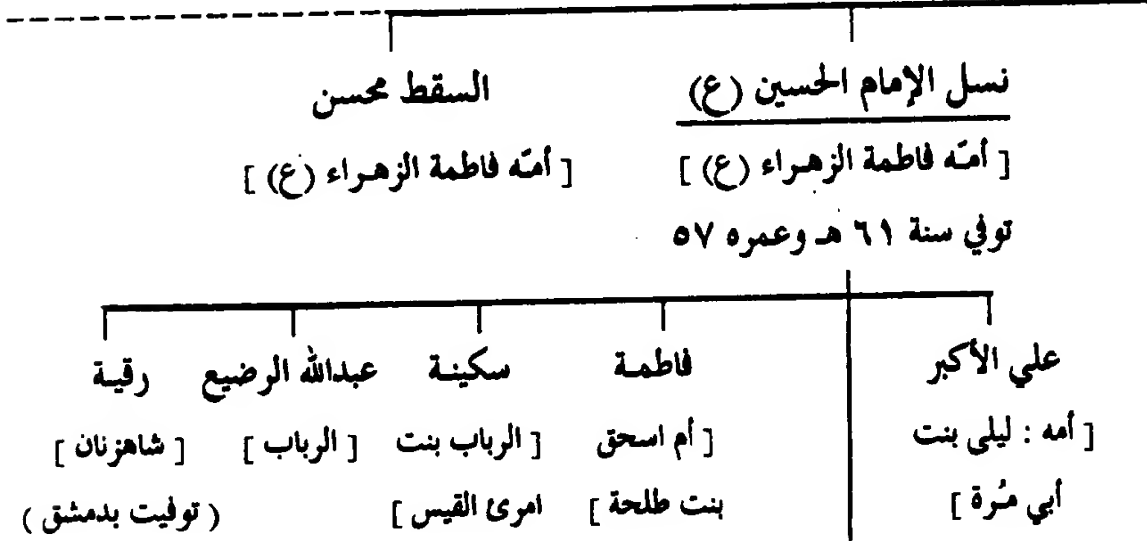 نسل الإمام الحسين (ع)
[ أمّه فاطمة الزهراء (ع) ]
توفي سنة ٦١ هـ وعمره ٥٧
السقط محسن
[ أمّه فاطمة الزهراء (ع) ]
علي الأكبر
[ أمه : ليلى بنت
أبي مُرة ]
فاطمة
[ أم اسحق
بنت طلحة ]
سكينة
[ الرباب بنت
امرئ القيس ]
عبدالله الرضيع
[ الرباب ]
رقية
[ شاهزنان ]
( توفيت بدمشق )